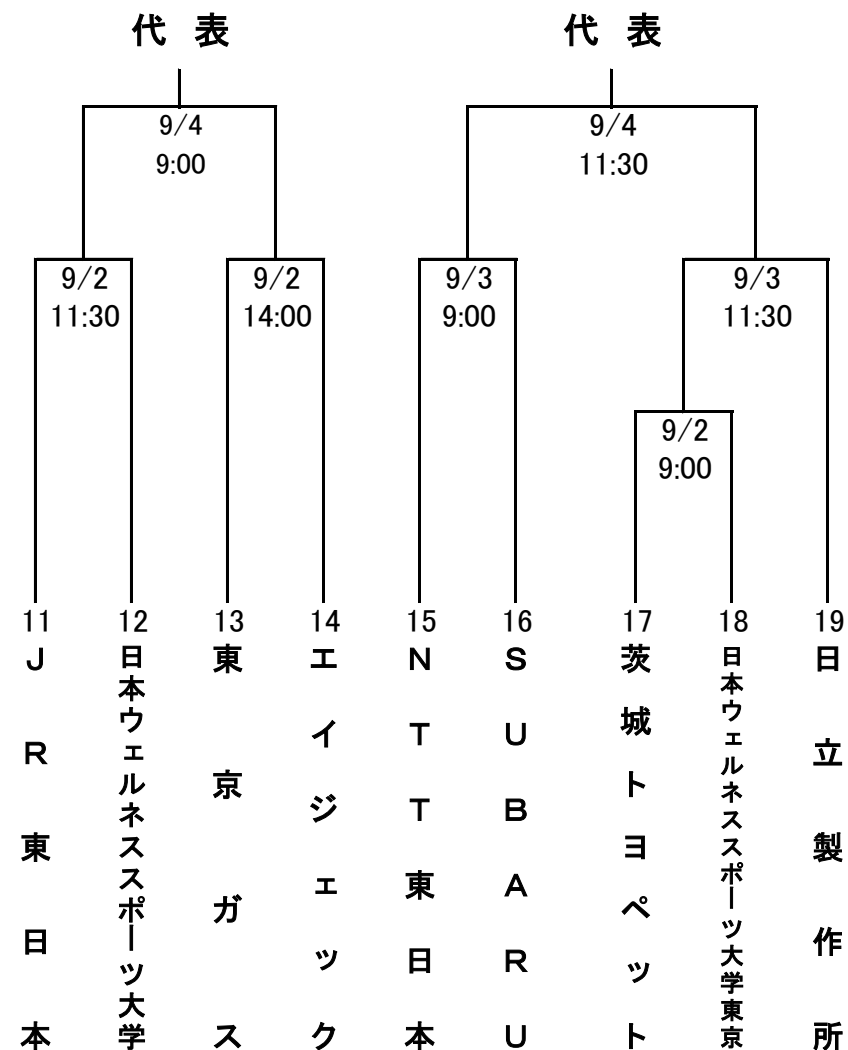 代 表
代 表
9/4
9:00
9/4
11:30
9/2
11:30
9/2
14:00
9/3
9:00
9/3
11:30
9/2
9:00
11
12
13
14
15
16
17
18
19
JR東日本
日本ウェルネススポーツ大学
東京ガス
エイジェック
NTT東日本
SUBARU
茨城トヨペット
日本ウェルネススポーツ大学東京
日立製作所